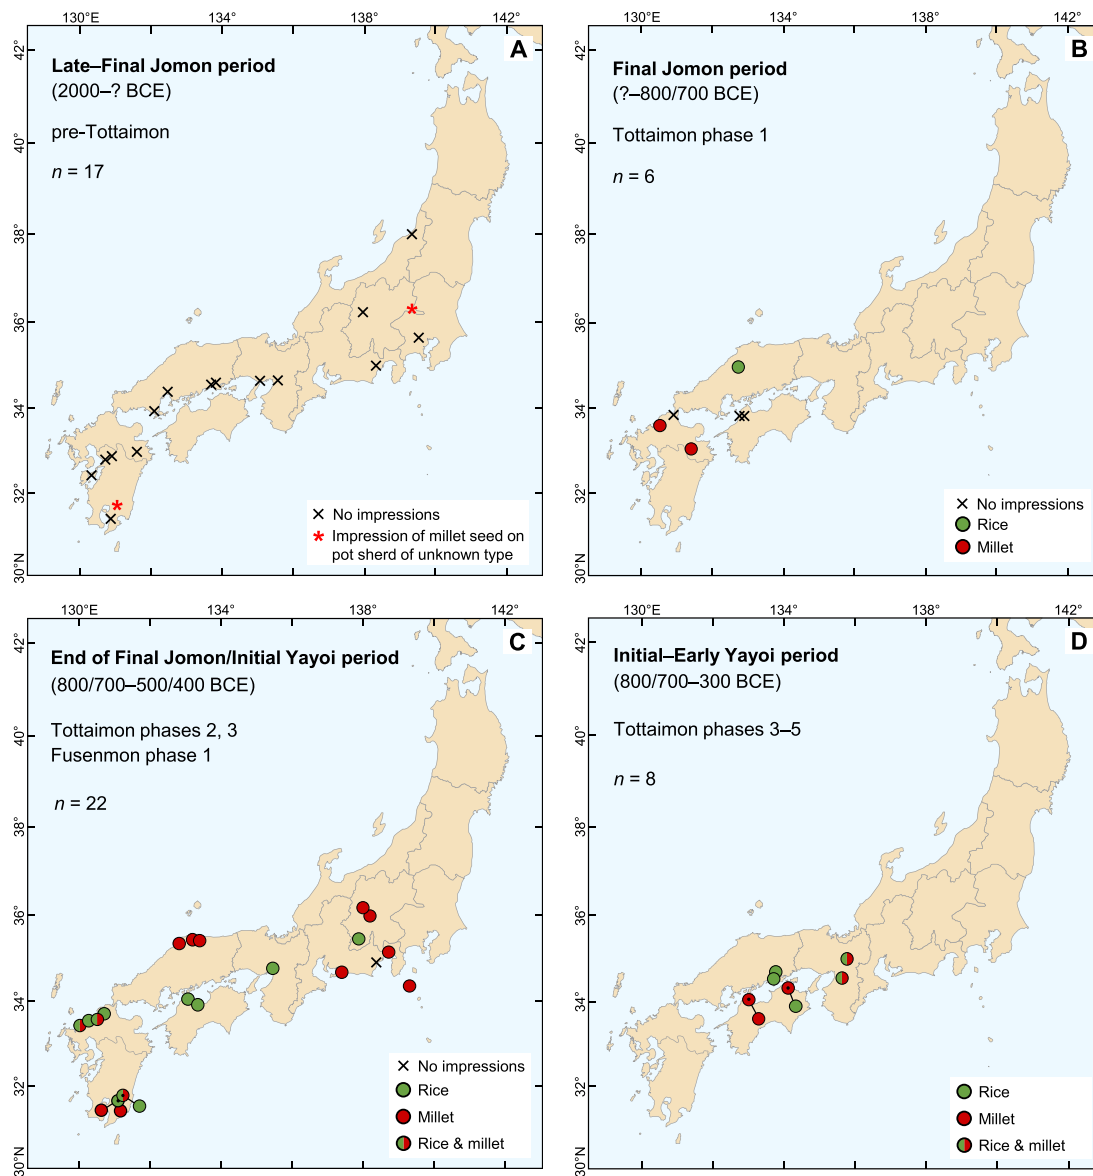 130°E 134° 138° 142°
A
Late–Final Jomon period
(2000–? BCE)
pre-Tottaimon
n = 17
42°
40°
38°
36°
34°
32°
30°N
No impressions
Impression of millet seed on
pot sherd of unknown type
130°E 134° 138° 142°
B
Final Jomon period
(?–800/700 BCE)
Tottaimon phase 1
n = 6
42°
40°
38°
36°
34°
32°
30°N
No impressions
Rice
Millet
130°E 134° 138° 142°
C
End of Final Jomon/Initial Yayoi period
(800/700–500/400 BCE)
Tottaimon phases 2, 3
Fusenmon phase 1
n = 22
42°
40°
38°
36°
34°
32°
30°N
No impressions
Rice
Millet
Rice & millet
130°E 134° 138° 142°
D
Initial–Early Yayoi period
(800/700–300 BCE)
Tottaimon phases 3–5
n = 8
42°
40°
38°
36°
34°
32°
30°N
Rice
Millet
Rice & millet